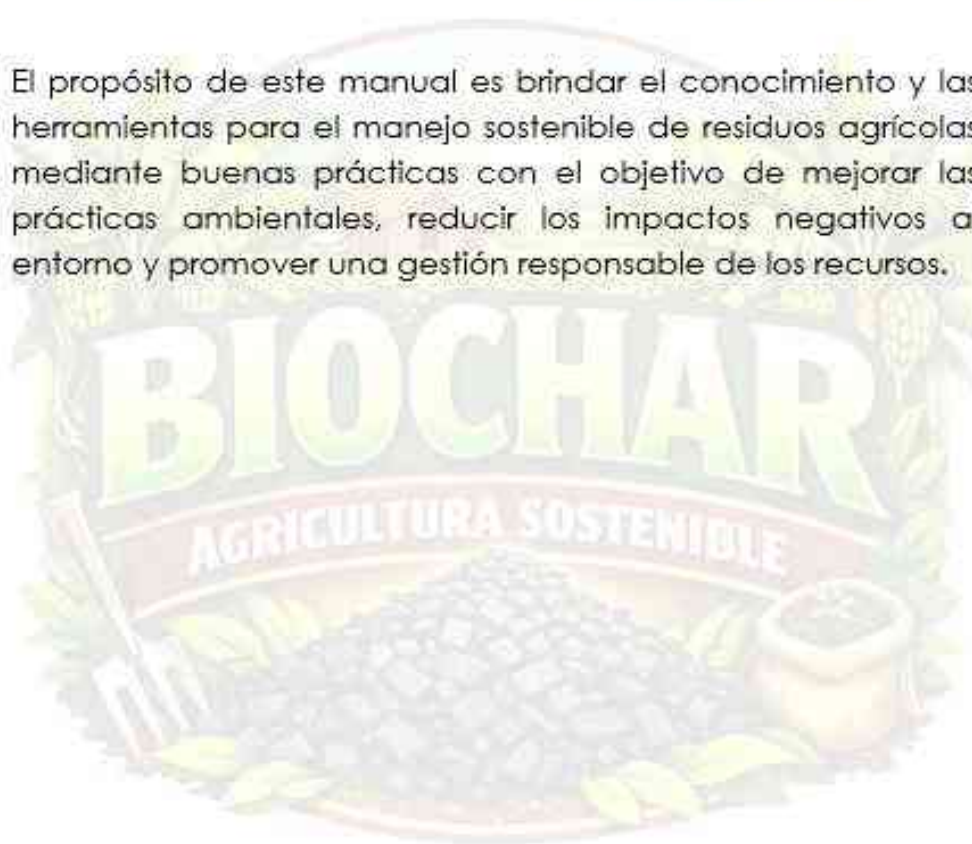 El propósito de este manual es brindar el conocimiento y las
herramientas para el manejo sostenible de residuos agrícolas
mediante buenas prácticas con el objetivo de mejorar las
prácticas ambientales, reducir los impactos negativos a
entorno y promover una gestión responsable de los recursos.
BIOCHAR
AGRICULTURA SOSTENIBLE